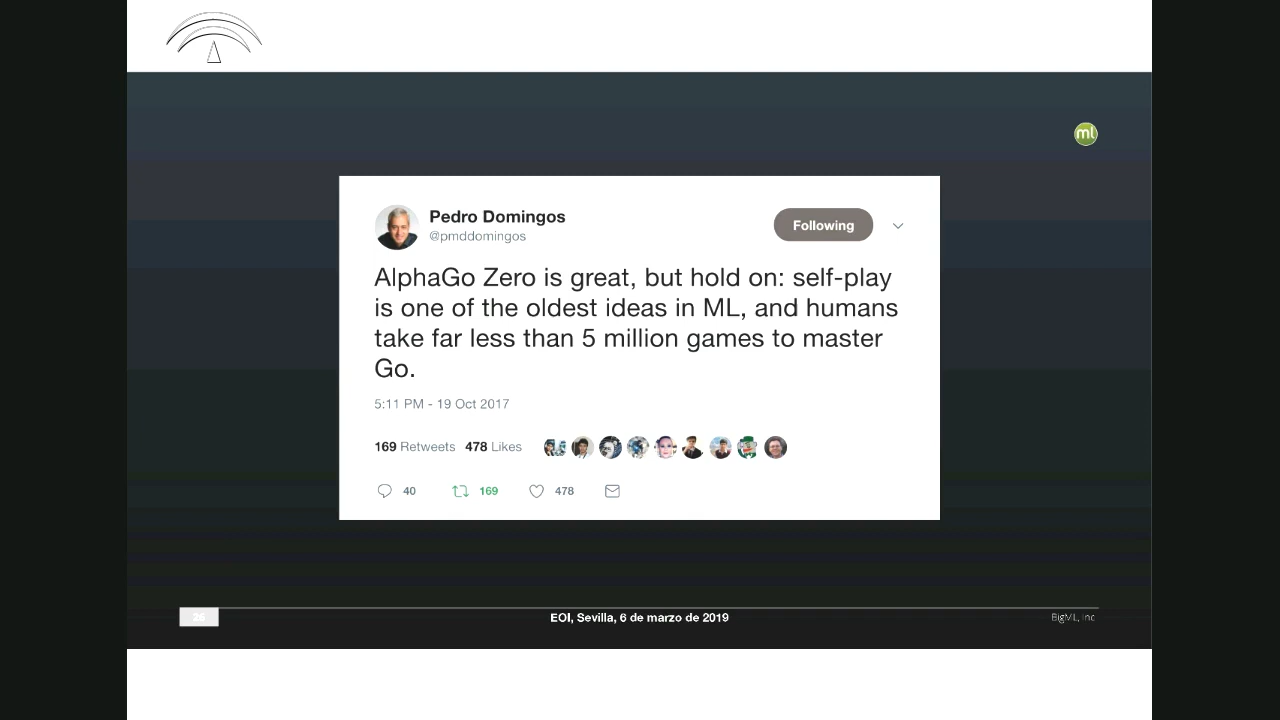 ml
Pedro Domingos
@pmddomingos
Following
AlphaGo Zero is great, but hold on: self-play
is one of the oldest ideas in ML, and humans
take far less than 5 million games to master
Go.
5:11 PM - 19 Oct 2017
169 Retweets 478 Likes
40 169 478
EOI, Sevilla, 6 de marzo de 2019
BigML, Inc